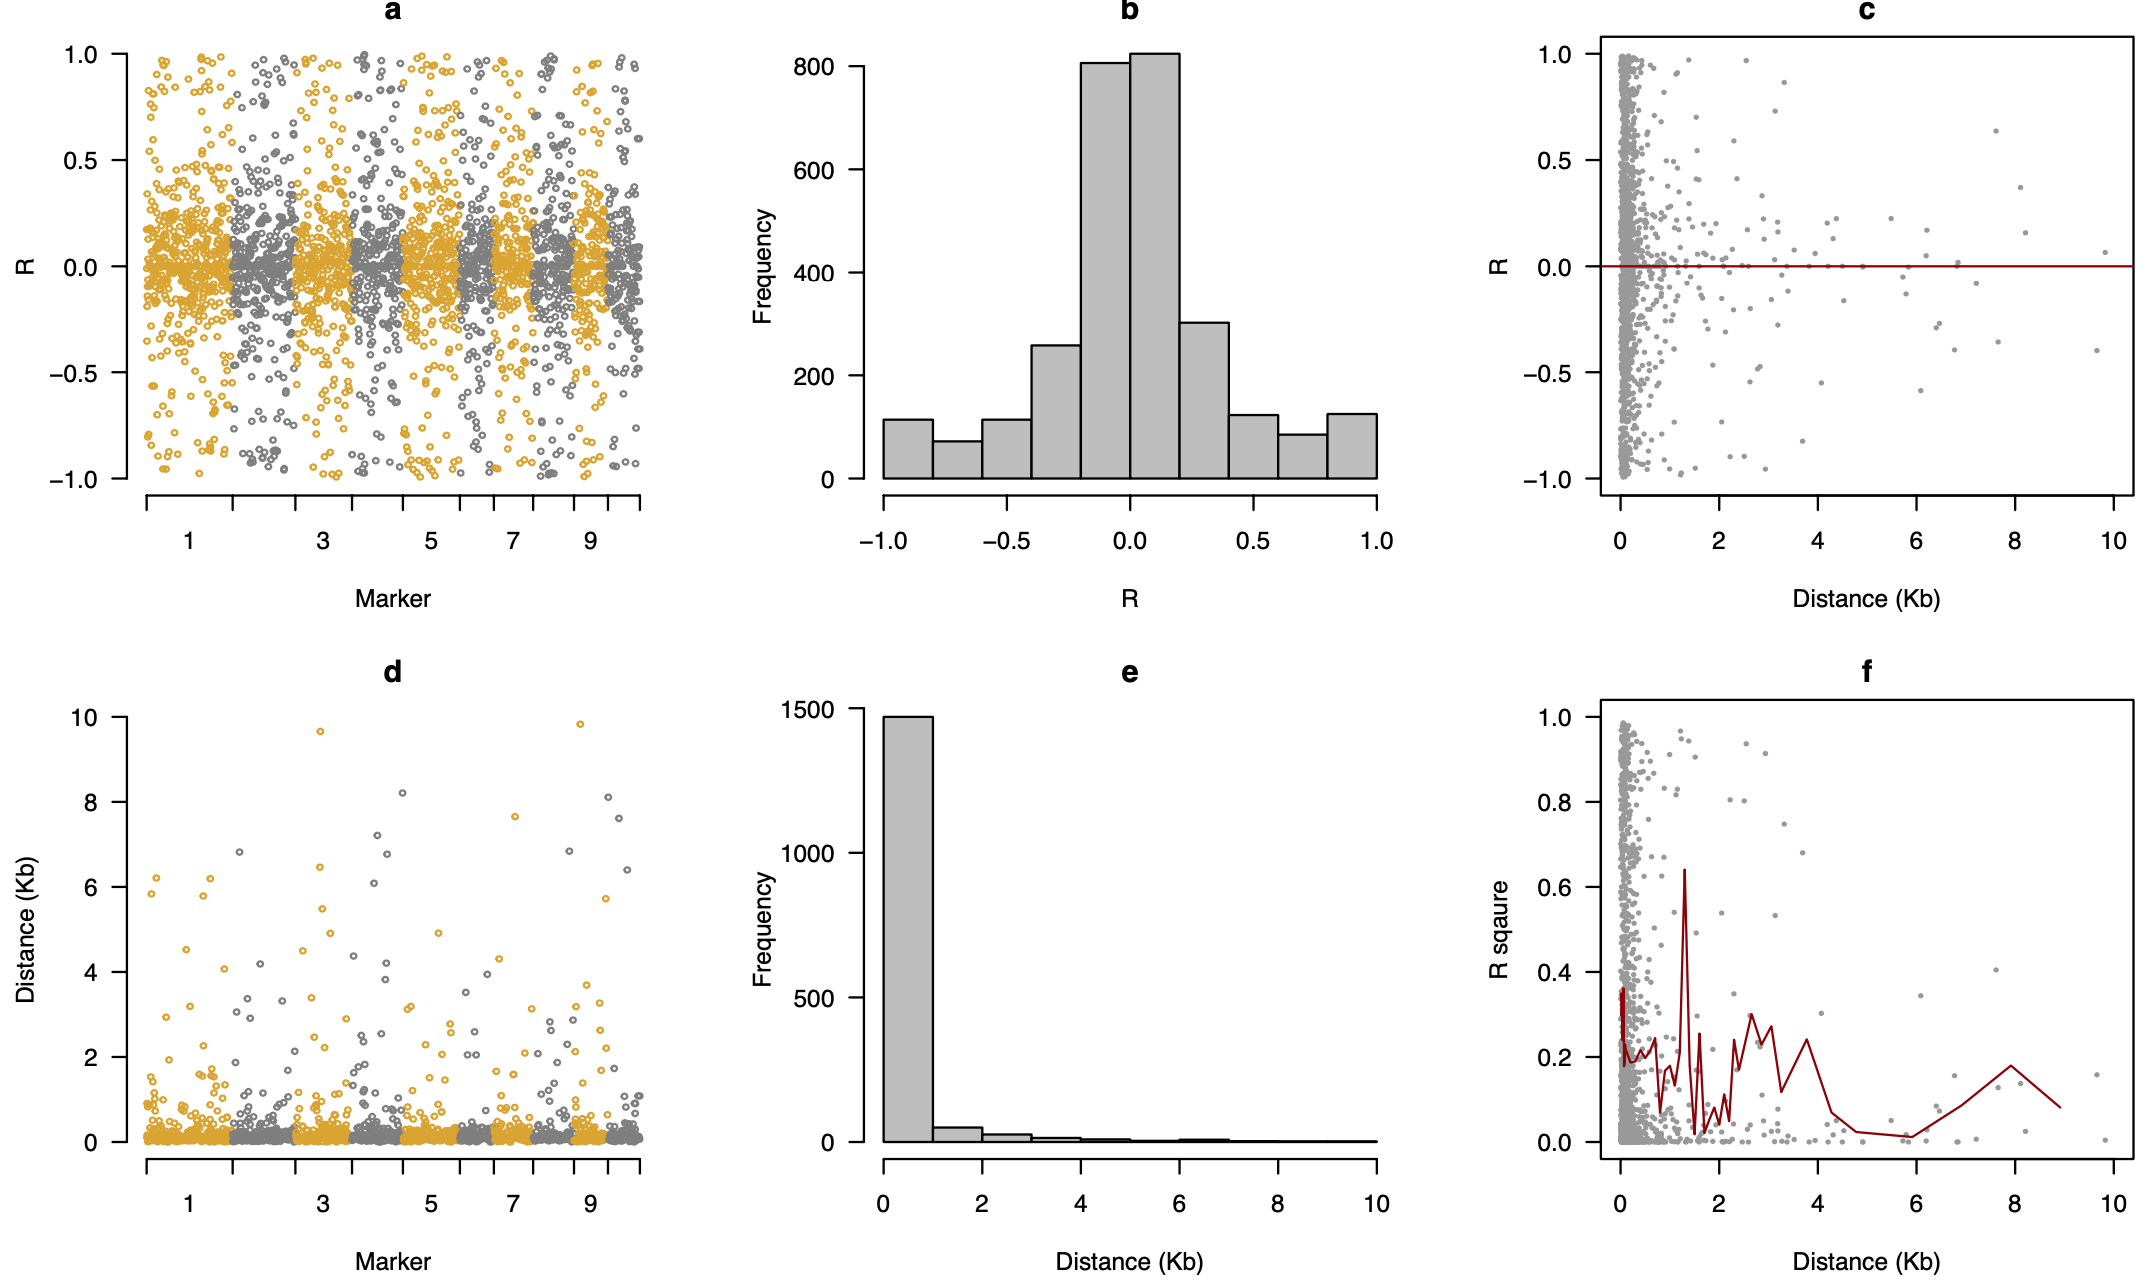 a
1.0
0.5
0.0
−0.5
−1.0
R
1 3 5 7 9
Marker
b
800
600
400
200
0
Frequency
−1.0 −0.5 0.0 0.5 1.0
R
c
1.0
0.5
0.0
−0.5
−1.0
R
0 2 4 6 8 10
Distance (Kb)
d
10
8
6
4
2
0
Distance (Kb)
1 3 5 7 9
Marker
e
1500
1000
500
0
Frequency
0 2 4 6 8 10
Distance (Kb)
f
1.0
0.8
0.6
0.4
0.2
0.0
R sqaure
0 2 4 6 8 10
Distance (Kb)